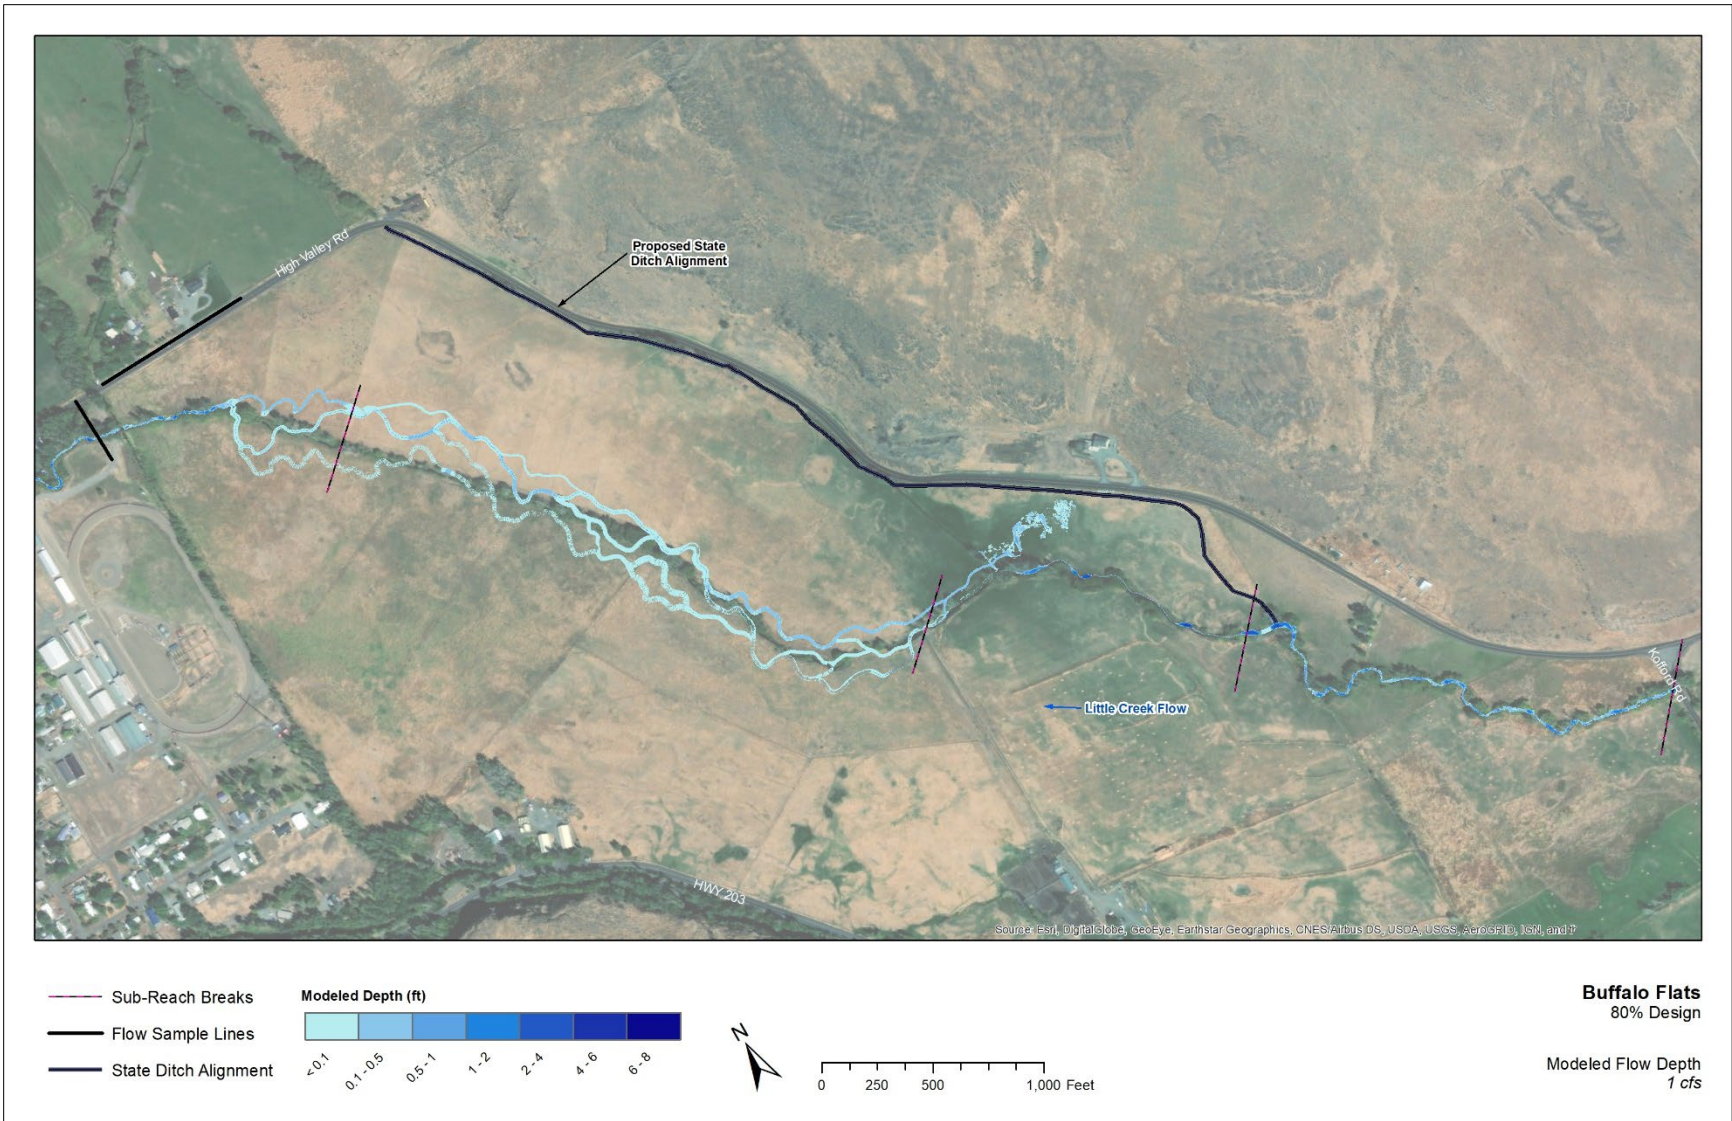 High Valley Rd
Proposed State
Ditch Alignment
Kofford Rd
Little Creek Flow
HWY 203
Source: Esri, DigitalGlobe, GeoEye, Earthstar Geographics, CNES/Airbus DS, USDA, USGS, AeroGRID, IGN, and
Sub-Reach Breaks
Flow Sample Lines
State Ditch Alignment
Modeled Depth (ft)
< 0.1
0.1 - 0.5
0.5 - 1
1 - 2
2 - 4
4 - 6
6 - 8
N
0 250 500 1,000 Feet
Buffalo Flats
80% Design
Modeled Flow Depth
1 cfs